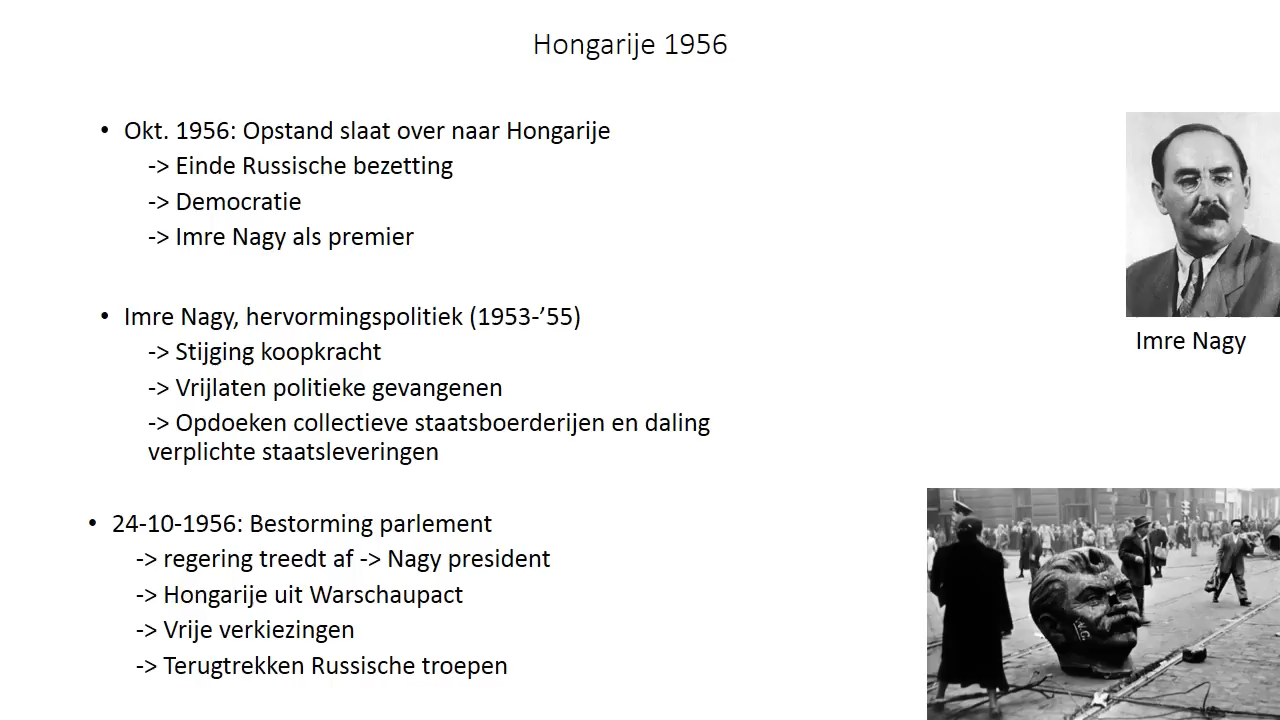 Hongarije 1956
• Okt. 1956: Opstand slaat over naar Hongarije
-> Einde Russische bezetting
-> Democratie
-> Imre Nagy als premier
• Imre Nagy, hervormingspolitiek (1953-’55)
-> Stijging koopkracht
-> Vrijlaten politieke gevangenen
-> Opdoeken collectieve staatsboerderijen en daling
verplichte staatsleveringen
Imre Nagy
• 24-10-1956: Bestorming parlement
-> regering treedt af -> Nagy president
-> Hongarije uit Warschaupact
-> Vrije verkiezingen
-> Terugtrekken Russische troepen
W.C.